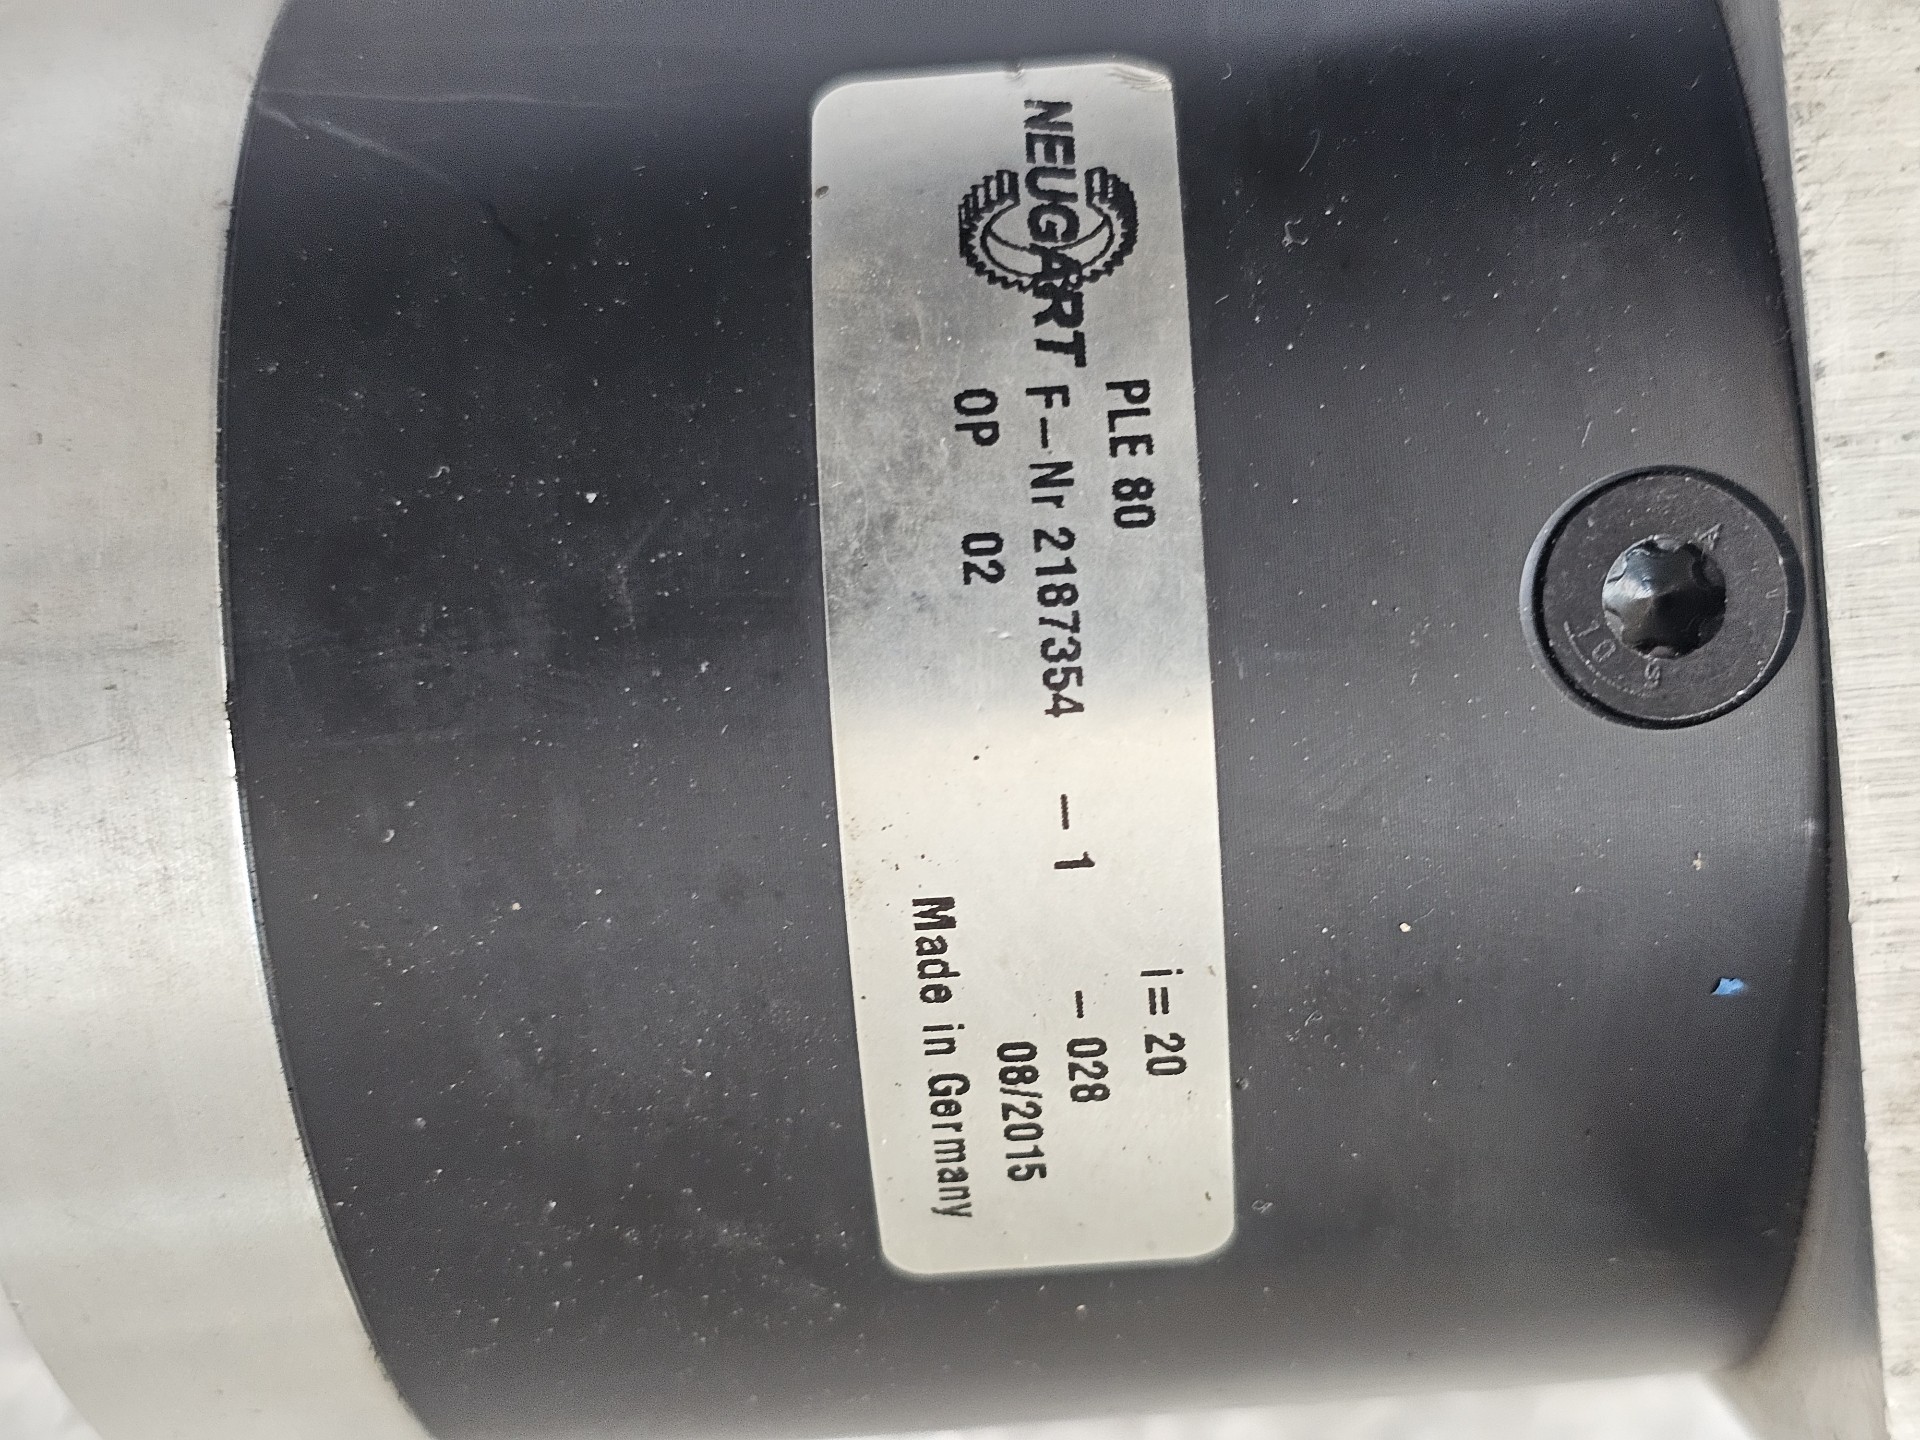 NEUGART
PLE 80 i=20
F-Nr 2187354 -1 -028
OP 02 08/2015
Made in Germany